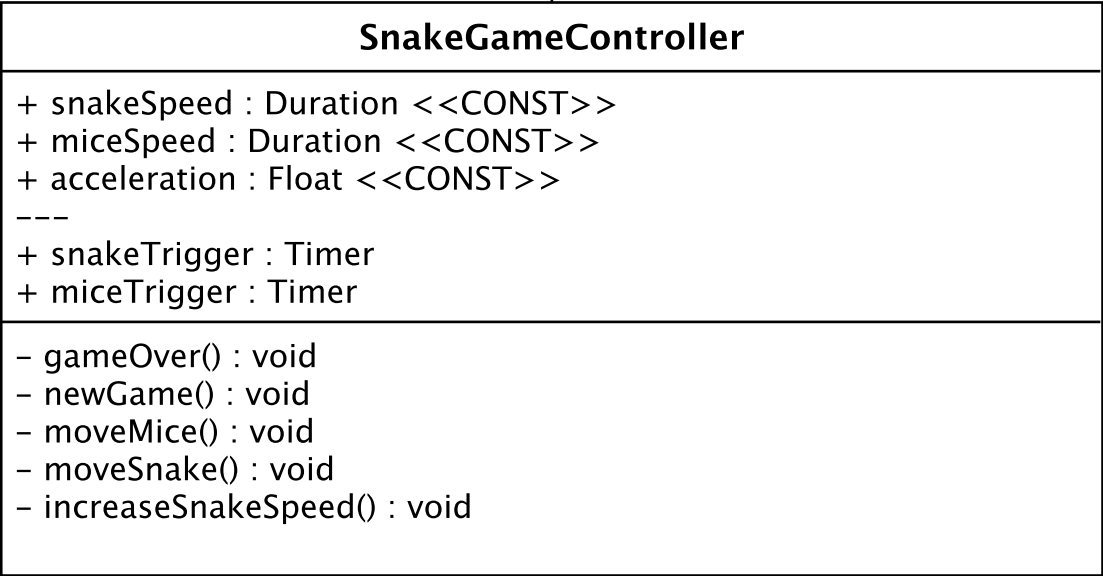 SnakeGameController
+ snakeSpeed : Duration <<CONST>>
+ miceSpeed : Duration <<CONST>>
+ acceleration : Float <<CONST>>
---
+ snakeTrigger : Timer
+ miceTrigger : Timer
- gameOver() : void
- newGame() : void
- moveMice() : void
- moveSnake() : void
- increaseSnakeSpeed() : void